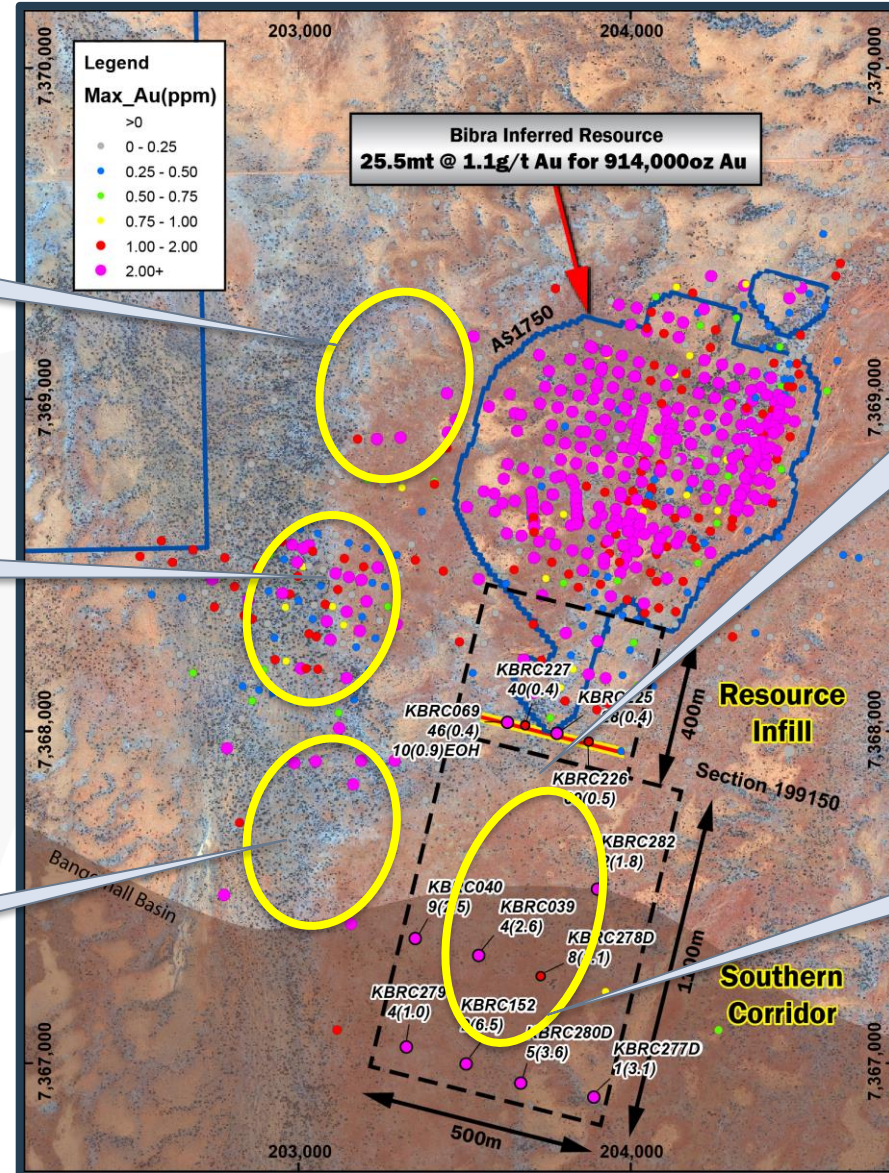 203,000
204,000
7,370,000
7,370,000
Legend
Max_Au(ppm)
>0
0 - 0.25
0.25 - 0.50
0.50 - 0.75
0.75 - 1.00
1.00 - 2.00
2.00+
Bibra Inferred Resource
25.5mt @ 1.1g/t Au for 914,000oz Au
A$1750
7,369,000
7,369,000
KBRC227
40(0.4)
KBRC069
46(0.4)
10(0.9)EOH
KBRC226
400m
Resource
Infill
7,368,000
7,368,000
Section 199150
KBRC282
Basin
KBRC040
KBRC039
4(2.6)
KBRC278D
KBRC279
4(1.0)
KBRC152
KBRC280D
5(3.6)
KBRC277D
1(3.1)
Southern
Corridor
7,367,000
7,367,000
500m
203,000
204,000